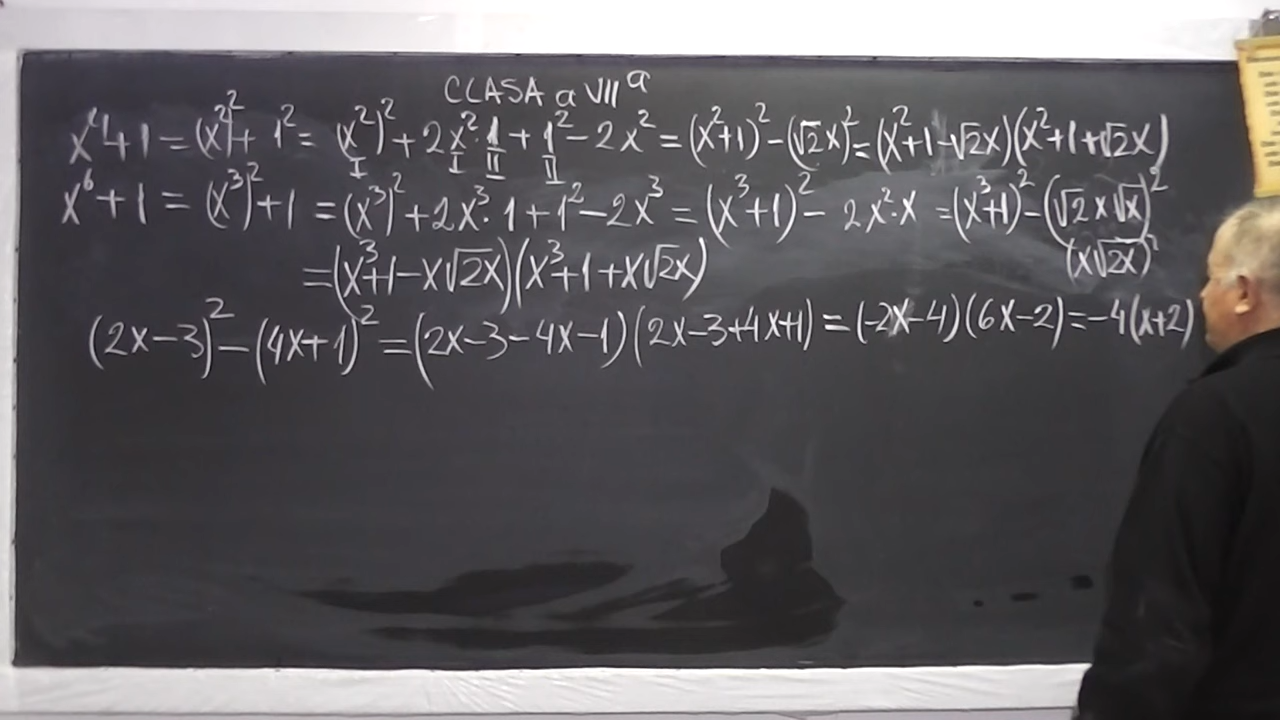 CLASA a VII ª
x⁴+1 = (x²)²+ 1² = (x²)² + 2x²·1 + 1² − 2x² = (x²+1)² − (√2x)² = (x²+1−√2x)(x²+1+√2x)
I I II II
x⁶+1 = (x³)²+1 = (x³)²+2x³·1+1²−2x³ = (x³+1)² − 2x²·x = (x³+1)² − (√2 x √x)²
(x√2x)²
= (x³+1−x√2x)(x³+1+x√2x)
(2x−3)² − (4x+1)² = (2x−3−4x−1)(2x−3+4x+1) = (−2x−4)(6x−2) = −4(x+2)